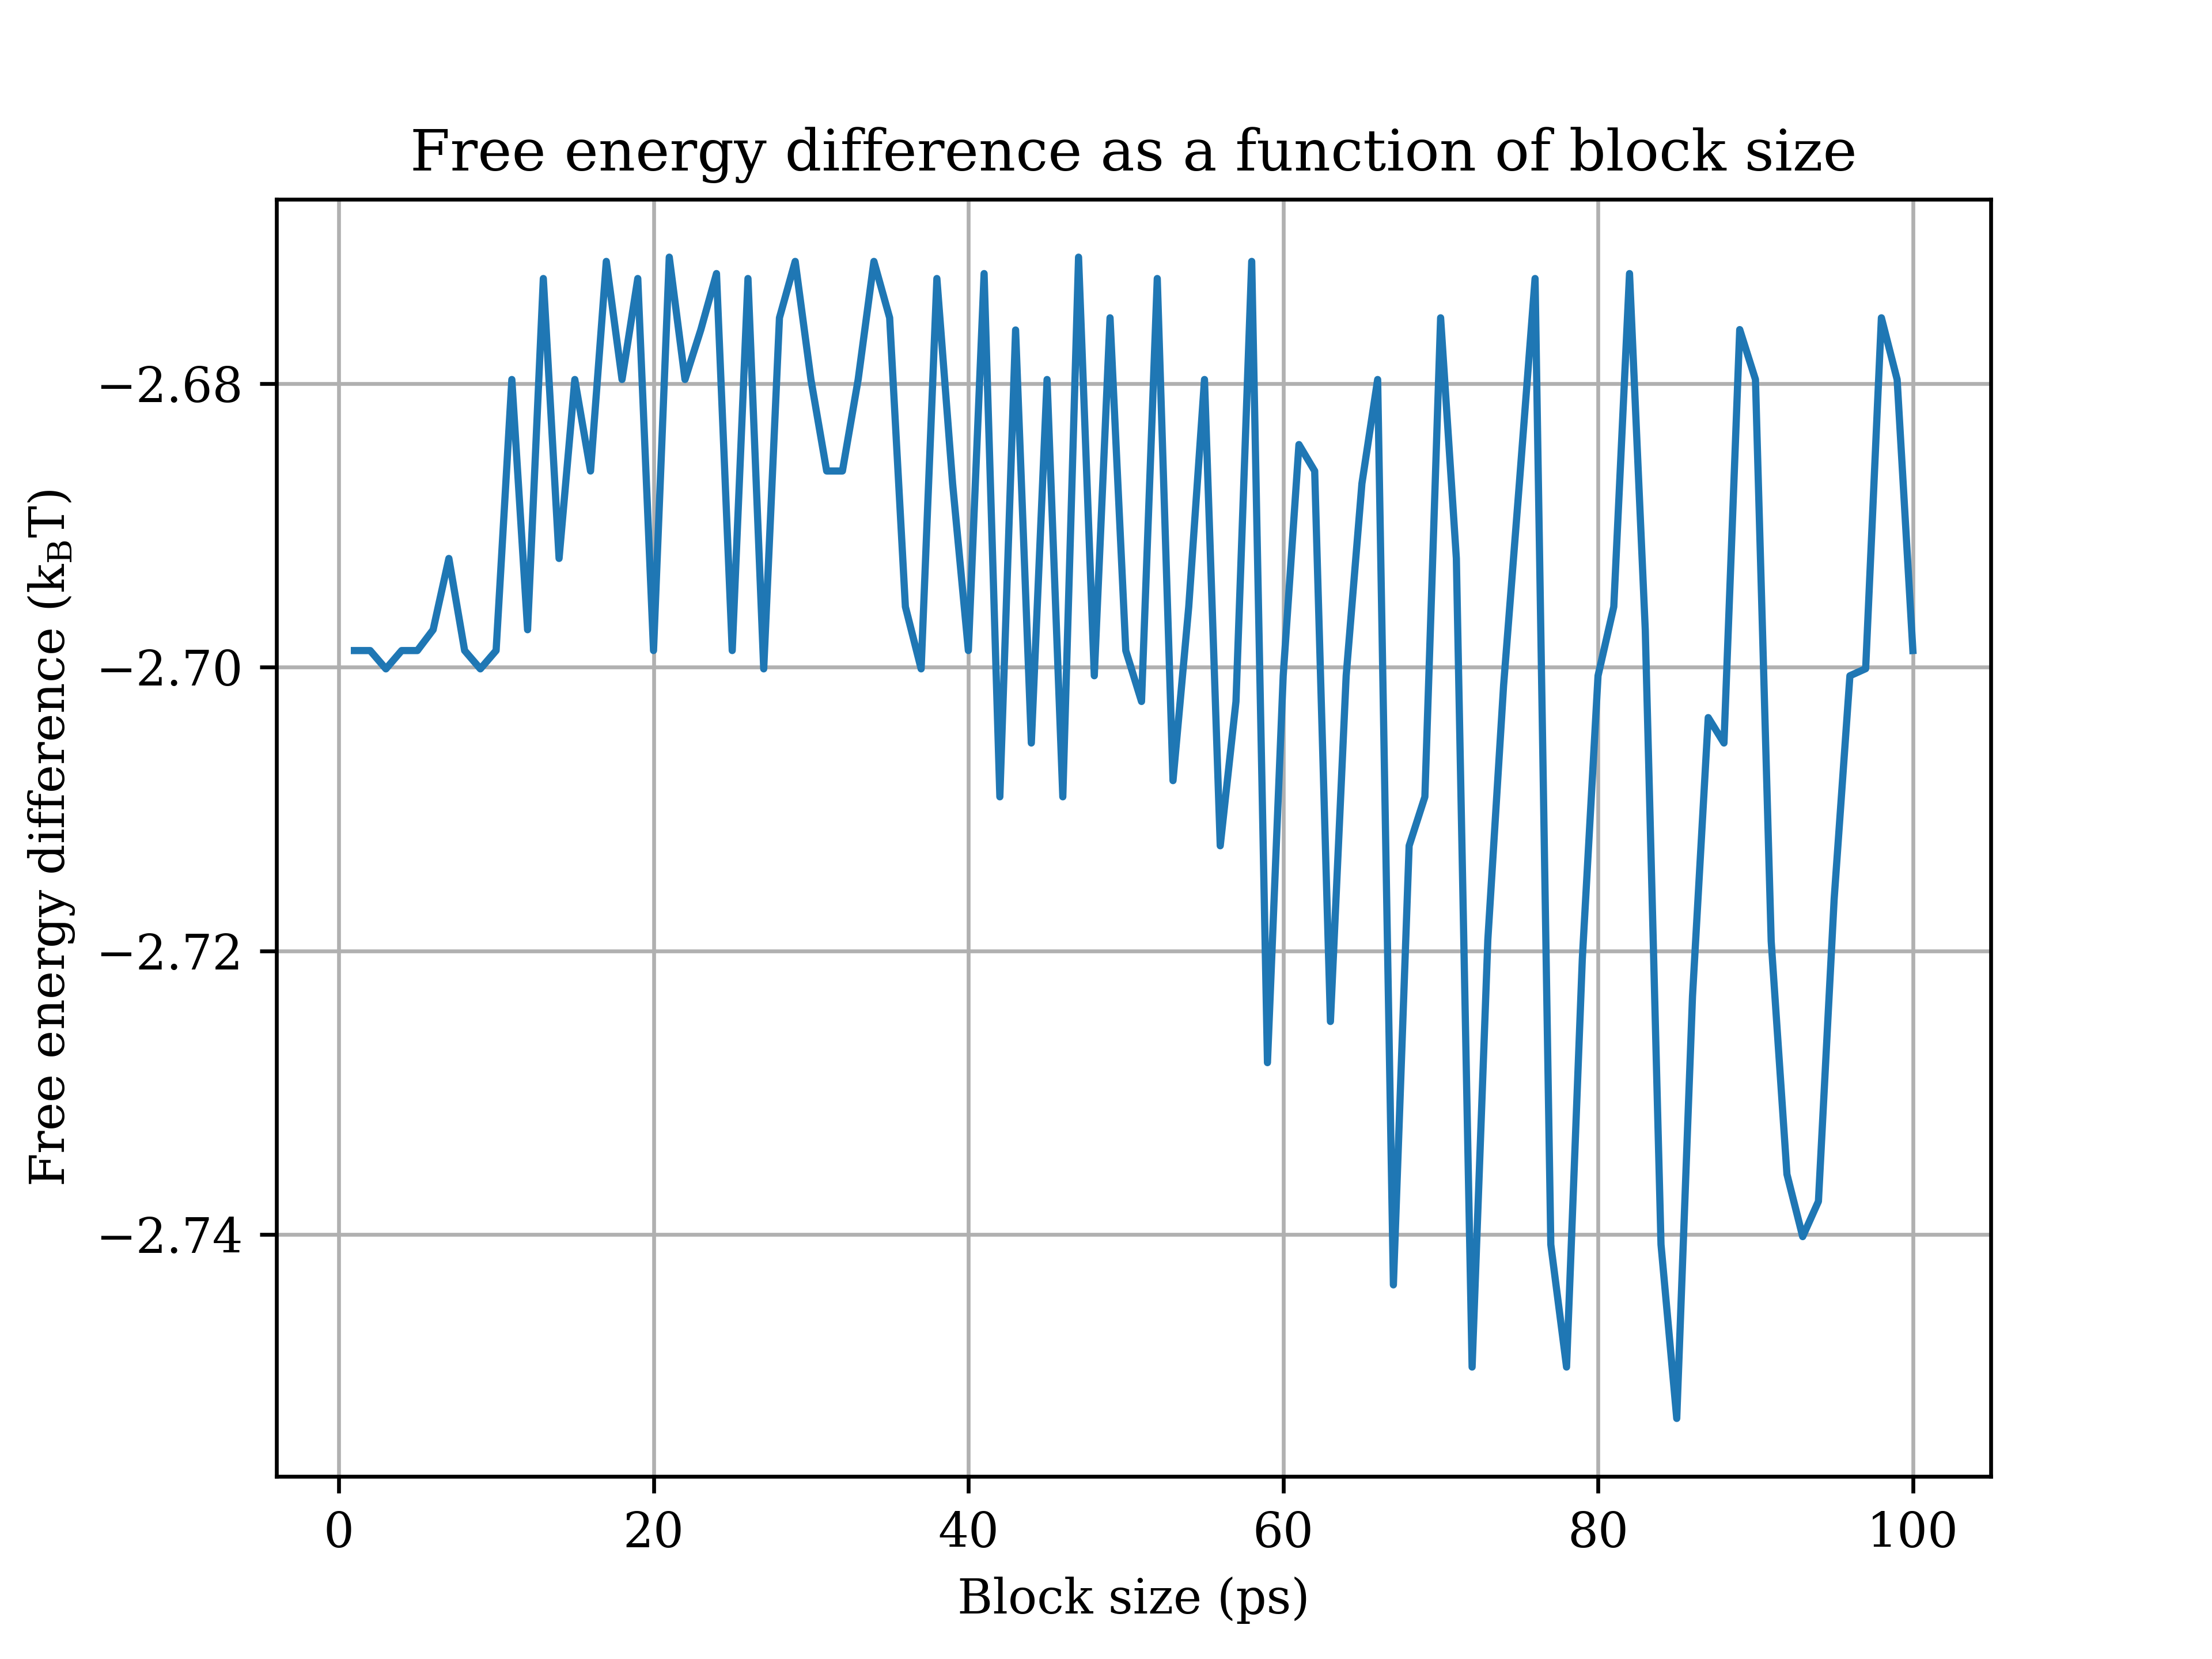 Free energy difference as a function of block size
Free energy difference (k_BT)
−2.68
−2.70
−2.72
−2.74
0 20 40 60 80 100
Block size (ps)